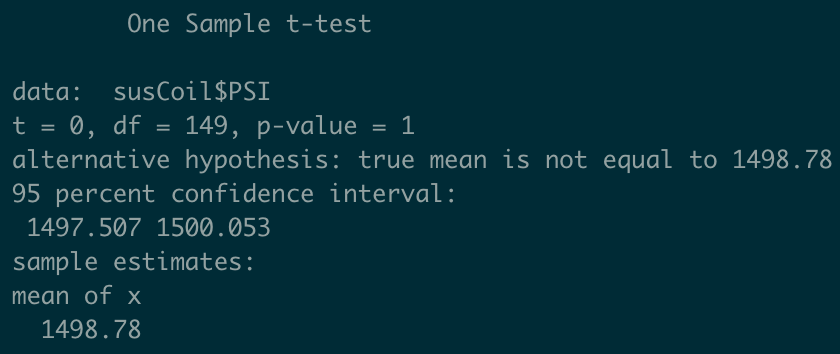 One Sample t-test
data:  susCoil$PSI
t = 0, df = 149, p-value = 1
alternative hypothesis: true mean is not equal to 1498.78
95 percent confidence interval:
1497.507 1500.053
sample estimates:
mean of x
1498.78